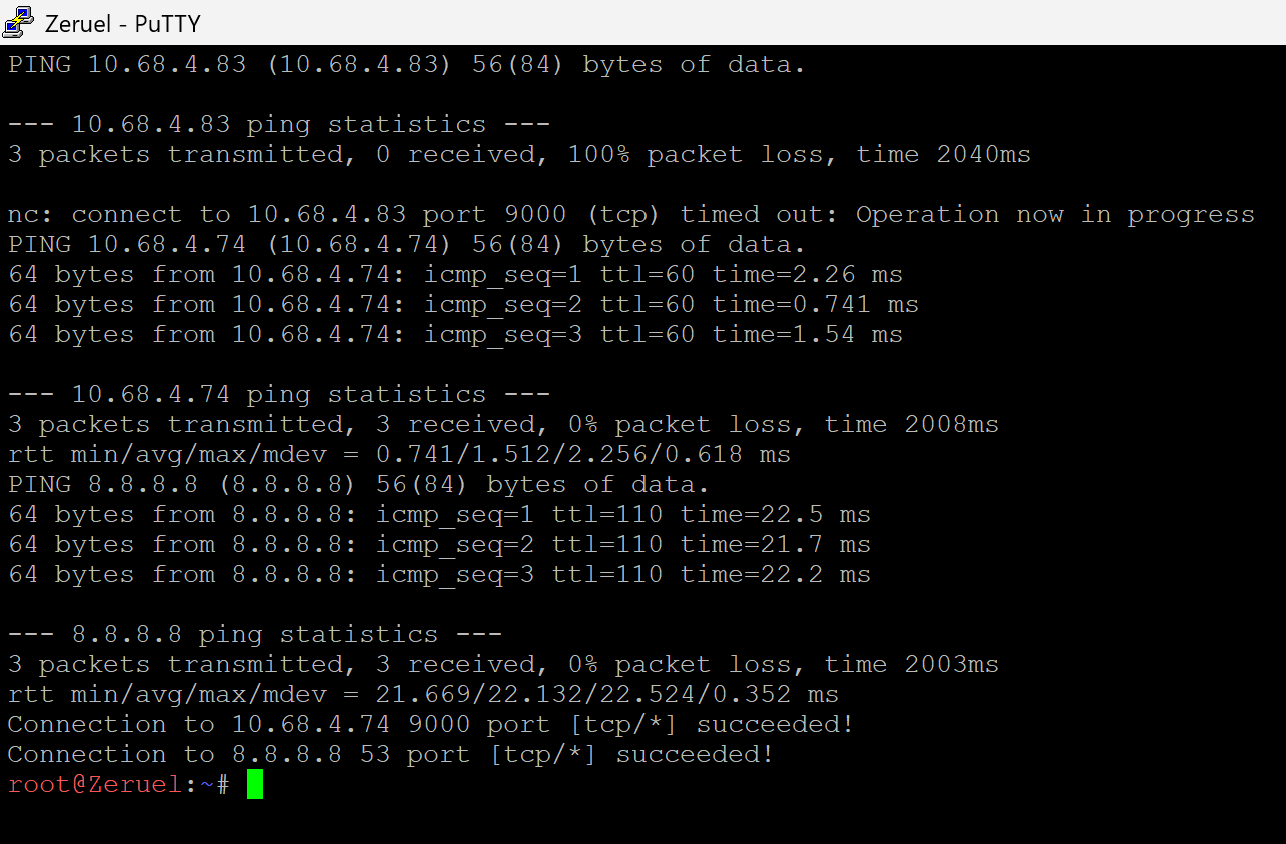 Zeruel - PuTTY
PING 10.68.4.83 (10.68.4.83) 56(84) bytes of data.
--- 10.68.4.83 ping statistics ---
3 packets transmitted, 0 received, 100% packet loss, time 2040ms
nc: connect to 10.68.4.83 port 9000 (tcp) timed out: Operation now in progress
PING 10.68.4.74 (10.68.4.74) 56(84) bytes of data.
64 bytes from 10.68.4.74: icmp_seq=1 ttl=60 time=2.26 ms
64 bytes from 10.68.4.74: icmp_seq=2 ttl=60 time=0.741 ms
64 bytes from 10.68.4.74: icmp_seq=3 ttl=60 time=1.54 ms
--- 10.68.4.74 ping statistics ---
3 packets transmitted, 3 received, 0% packet loss, time 2008ms
rtt min/avg/max/mdev = 0.741/1.512/2.256/0.618 ms
PING 8.8.8.8 (8.8.8.8) 56(84) bytes of data.
64 bytes from 8.8.8.8: icmp_seq=1 ttl=110 time=22.5 ms
64 bytes from 8.8.8.8: icmp_seq=2 ttl=110 time=21.7 ms
64 bytes from 8.8.8.8: icmp_seq=3 ttl=110 time=22.2 ms
--- 8.8.8.8 ping statistics ---
3 packets transmitted, 3 received, 0% packet loss, time 2003ms
rtt min/avg/max/mdev = 21.669/22.132/22.524/0.352 ms
Connection to 10.68.4.74 9000 port [tcp/*] succeeded!
Connection to 8.8.8.8 53 port [tcp/*] succeeded!
root@Zeruel:~#